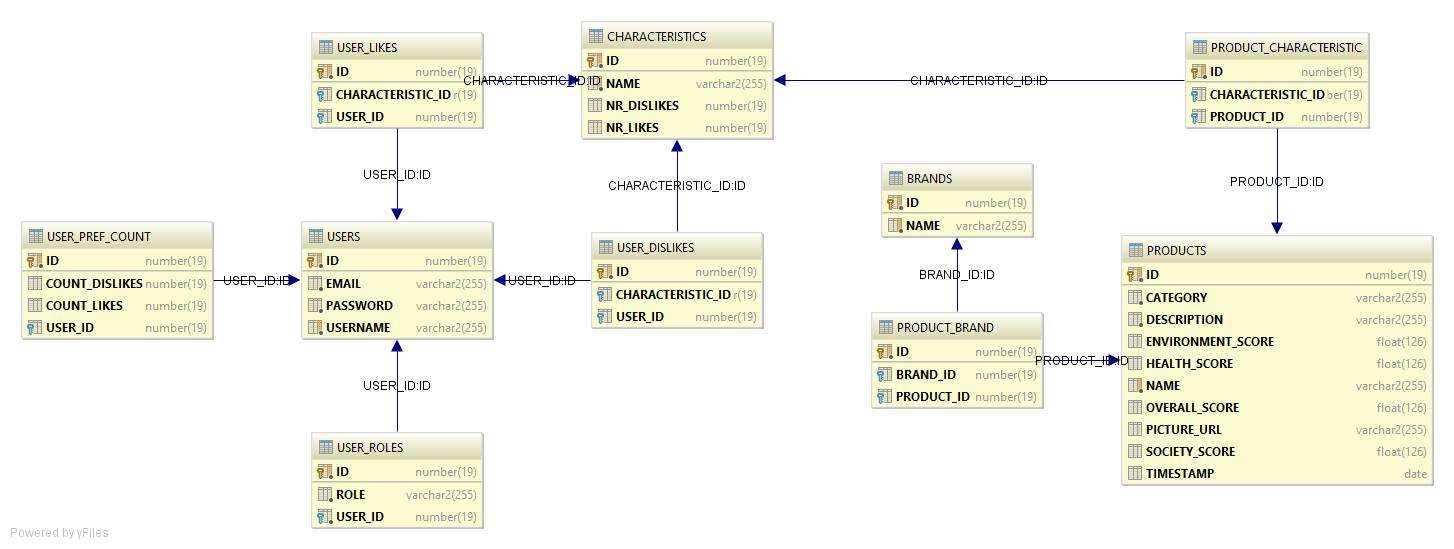 USER_LIKES
ID number(19)
CHARACTERISTIC_ID r(19)
USER_ID number(19)
CHARACTERISTIC_ID:ID
CHARACTERISTICS
ID number(19)
NAME varchar2(255)
NR_DISLIKES number(19)
NR_LIKES number(19)
CHARACTERISTIC_ID:ID
PRODUCT_CHARACTERISTIC
ID number(19)
CHARACTERISTIC_ID ber(19)
PRODUCT_ID number(19)
USER_ID:ID
CHARACTERISTIC_ID:ID
BRANDS
ID number(19)
NAME varchar2(255)
PRODUCT_ID:ID
USER_PREF_COUNT
ID number(19)
COUNT_DISLIKES number(19)
COUNT_LIKES number(19)
USER_ID number(19)
USER_ID:ID
USERS
ID number(19)
EMAIL varchar2(255)
PASSWORD varchar2(255)
USERNAME varchar2(255)
USER_ID:ID
USER_DISLIKES
ID number(19)
CHARACTERISTIC_ID r(19)
USER_ID number(19)
BRAND_ID:ID
PRODUCT_BRAND
ID number(19)
BRAND_ID number(19)
PRODUCT_ID number(19)
PRODUCT_ID:ID
PRODUCTS
ID number(19)
CATEGORY varchar2(255)
DESCRIPTION varchar2(255)
ENVIRONMENT_SCORE float(126)
HEALTH_SCORE float(126)
NAME varchar2(255)
OVERALL_SCORE float(126)
PICTURE_URL varchar2(255)
SOCIETY_SCORE float(126)
TIMESTAMP date
USER_ID:ID
USER_ROLES
ID number(19)
ROLE varchar2(255)
USER_ID number(19)
Powered by yFiles